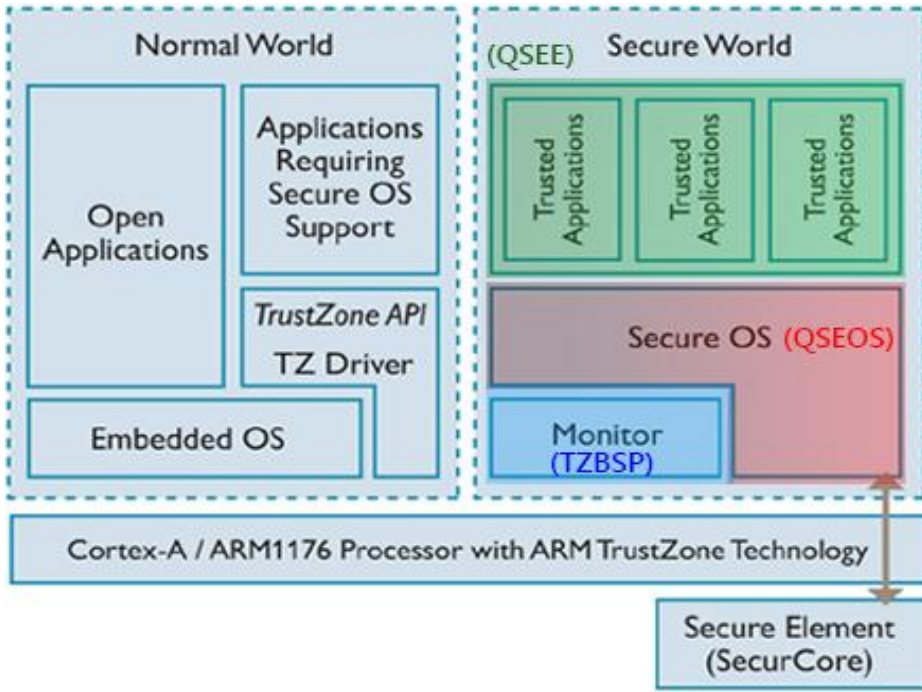 Normal World
Open
Applications
Applications
Requiring
Secure OS
Support
TrustZone API
TZ Driver
Embedded OS
Secure World
(QSEE)
Trusted
Applications
Trusted
Applications
Trusted
Applications
Secure OS (QSEOS)
Monitor
(TZBSP)
Cortex-A / ARM1176 Processor with ARM TrustZone Technology
Secure Element
(SecurCore)